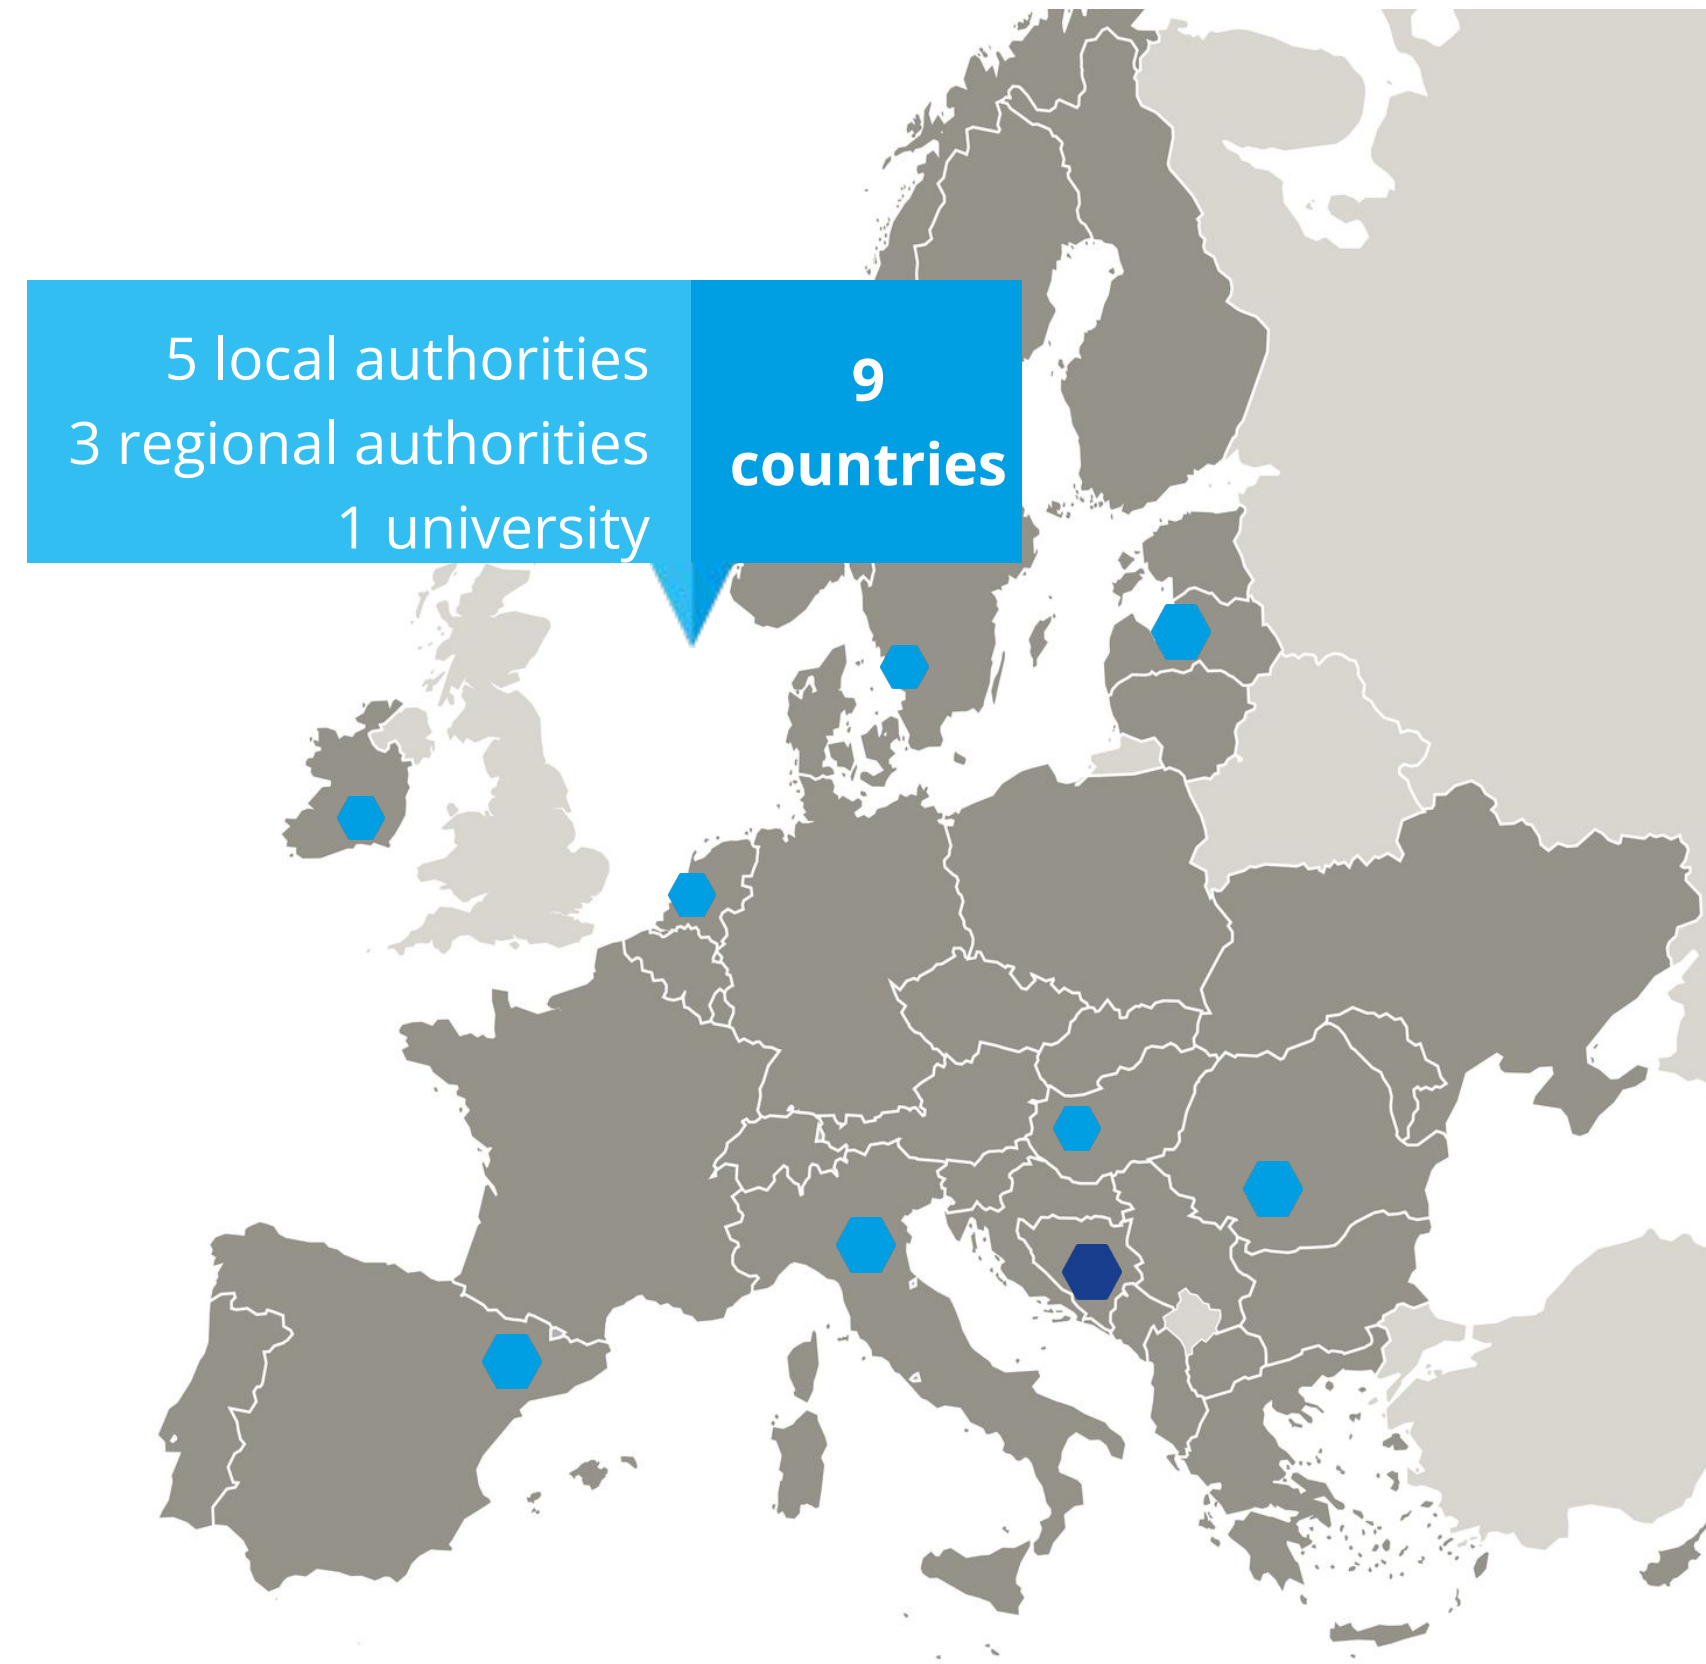 5 local authorities
3 regional authorities
1 university
9
countries